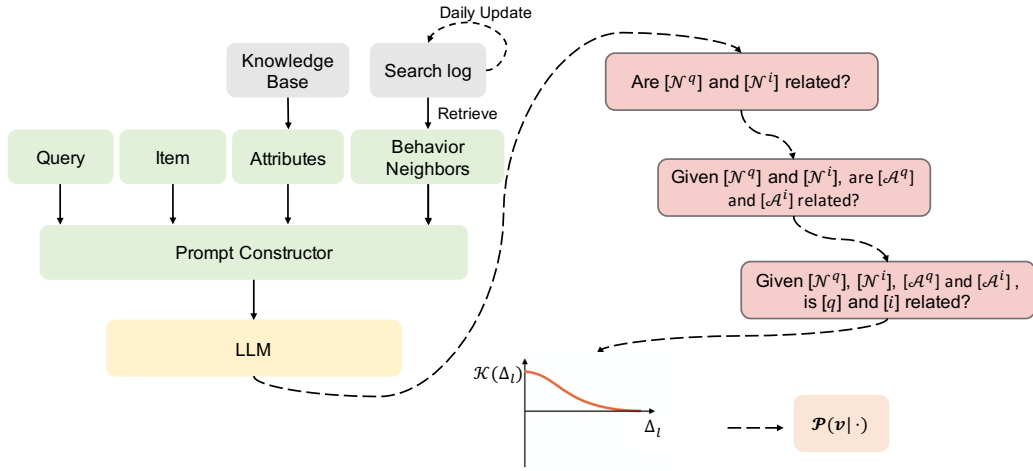 Daily Update
Knowledge
Base
Search log
Retrieve
Query
Item
Attributes
Behavior
Neighbors
Prompt Constructor
LLM
Are [𝒩^q] and [𝒩^i] related?
Given [𝒩^q] and [𝒩^i], are [𝒜^q]
and [𝒜^i] related?
Given [𝒩^q], [𝒩^i], [𝒜^q] and [𝒜^i] ,
is [q] and [i] related?
𝒦(Δ_l)
Δ_l
𝓟(v| ·)